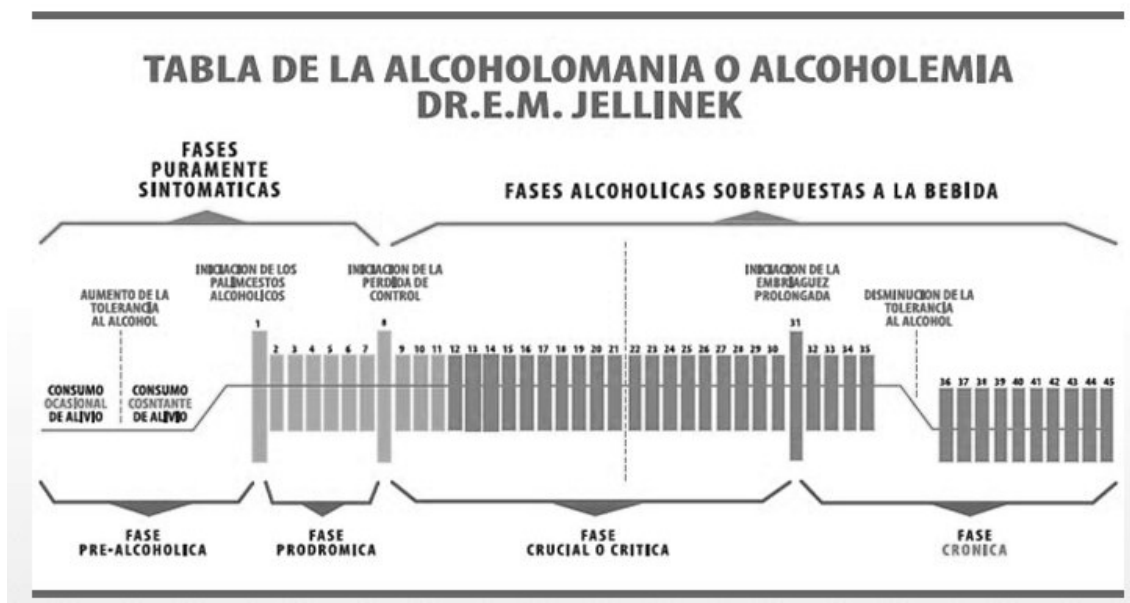 TABLA DE LA ALCOHOLOMANIA O ALCOHOLEMIA
DR.E.M. JELLINEK
FASES
PURAMENTE
SINTOMATICAS
FASES ALCOHOLÍCAS SOBREPUESTAS A LA BEBÍDA
AUMENTO DE LA
TOLERANCÍA
AL ALCOHOL
INICIACION DE LOS
PALIMCESTOS
ALCOHOLICOS
INICIACION DE LA
PERDIDA DE
CONTROL
INICIACION DE LA
EMBRIAGUEZ
PROLONGADA
DISMINUCION DE LA
TOLERANCIA
AL ALCOHOL
CONSUMO
OCASIONAL
DE ALIVIO
CONSUMO
COSNTANTE
DE ALIVIO
1 2 3 4 5 6 7 8 9 10 11 12 13 14 15 16 17 18 19 20 21 22 23 24 25 26 27 28 29 30 31 32 33 34 35 36 37 38 39 40 41 42 43 44 45
FASE
PRE-ALCOHOLICA
FASE
PRODROMICA
FASE
CRUCIAL O CRITICA
FASE
CRONICA